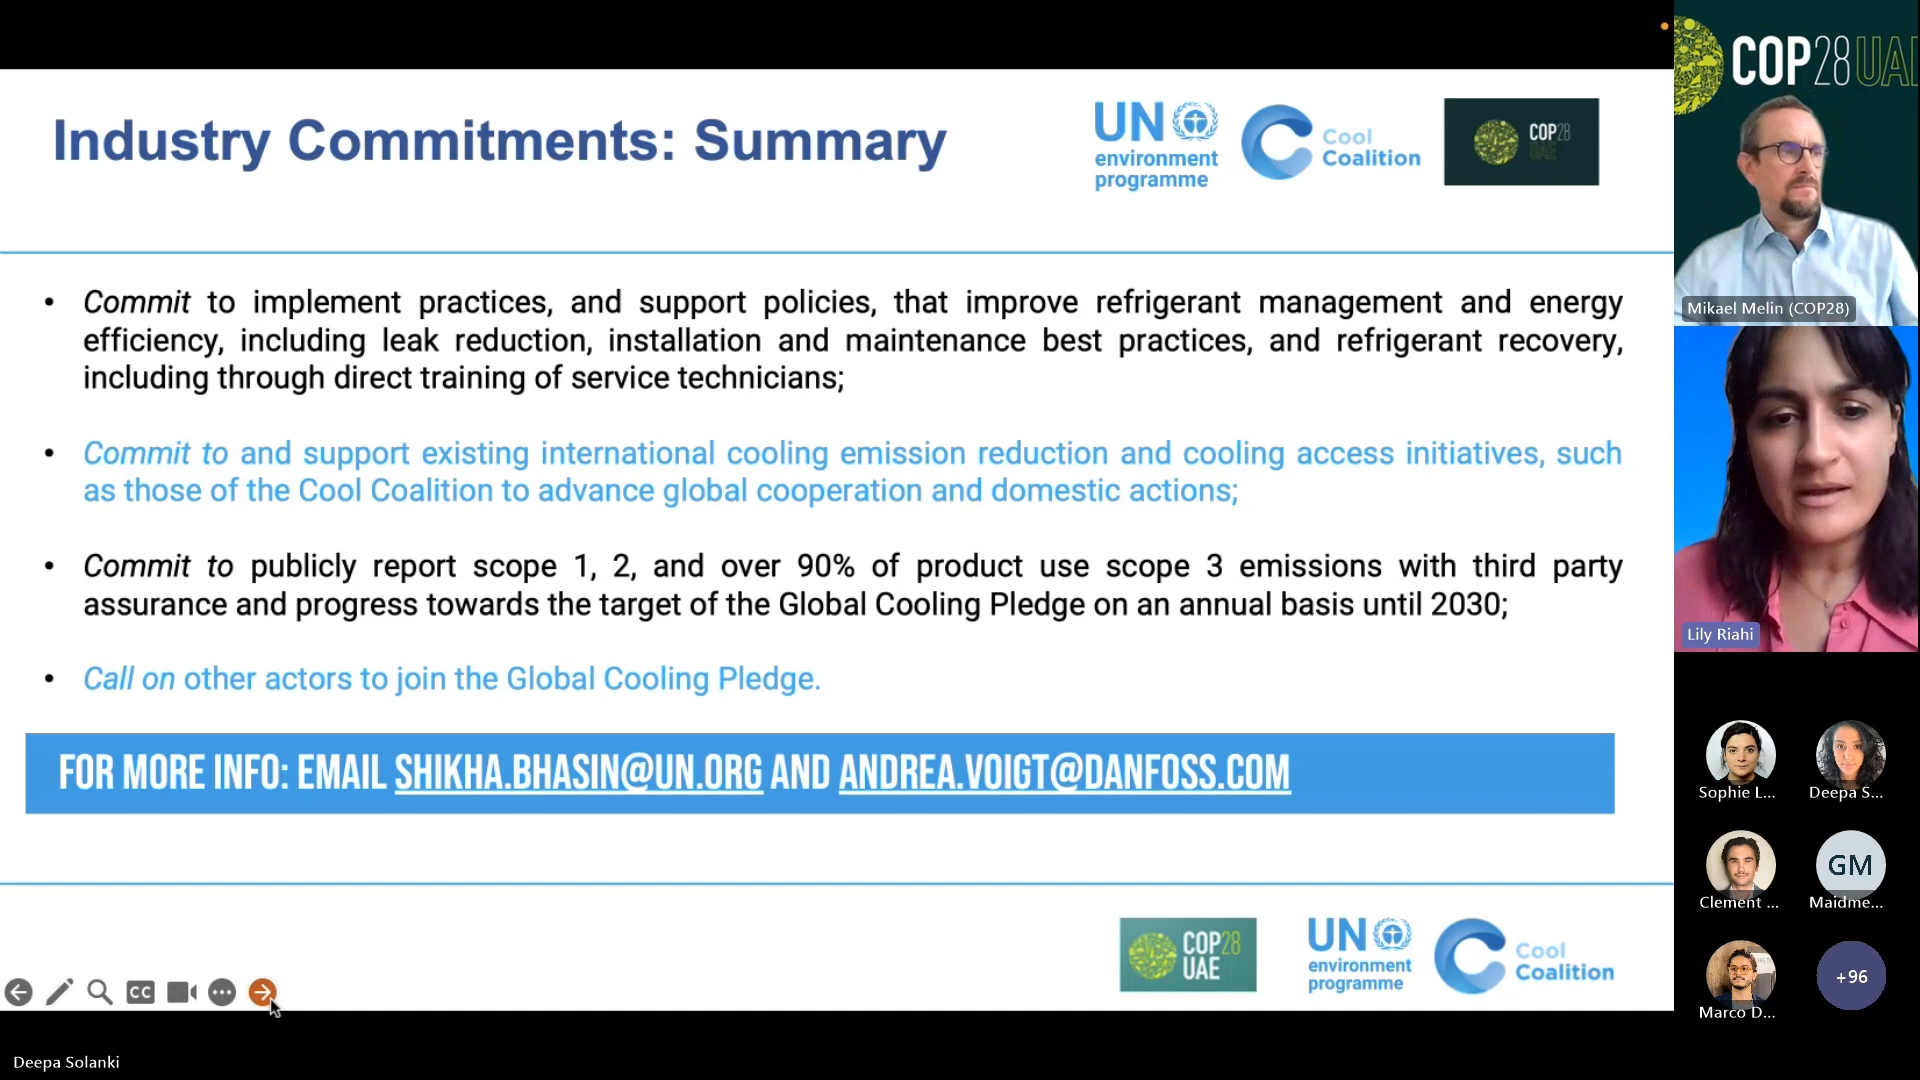 Industry Commitments: Summary
UN
environment
programme
Cool
Coalition
COP28
UAE
• Commit to implement practices, and support policies, that improve refrigerant management and energy
efficiency, including leak reduction, installation and maintenance best practices, and refrigerant recovery,
including through direct training of service technicians;
• Commit to and support existing international cooling emission reduction and cooling access initiatives, such
as those of the Cool Coalition to advance global cooperation and domestic actions;
• Commit to publicly report scope 1, 2, and over 90% of product use scope 3 emissions with third party
assurance and progress towards the target of the Global Cooling Pledge on an annual basis until 2030;
• Call on other actors to join the Global Cooling Pledge.
FOR MORE INFO: EMAIL SHIKHA.BHASIN@UN.ORG AND ANDREA.VOIGT@DANFOSS.COM
COP28
UAE
UN
environment
programme
Cool
Coalition
CC
Deepa Solanki
COP28UAE
Mikael Melin (COP28)
Lily Riahi
Sophie L...
Deepa S...
Clement ...
GM
Maidme...
Marco D...
+96